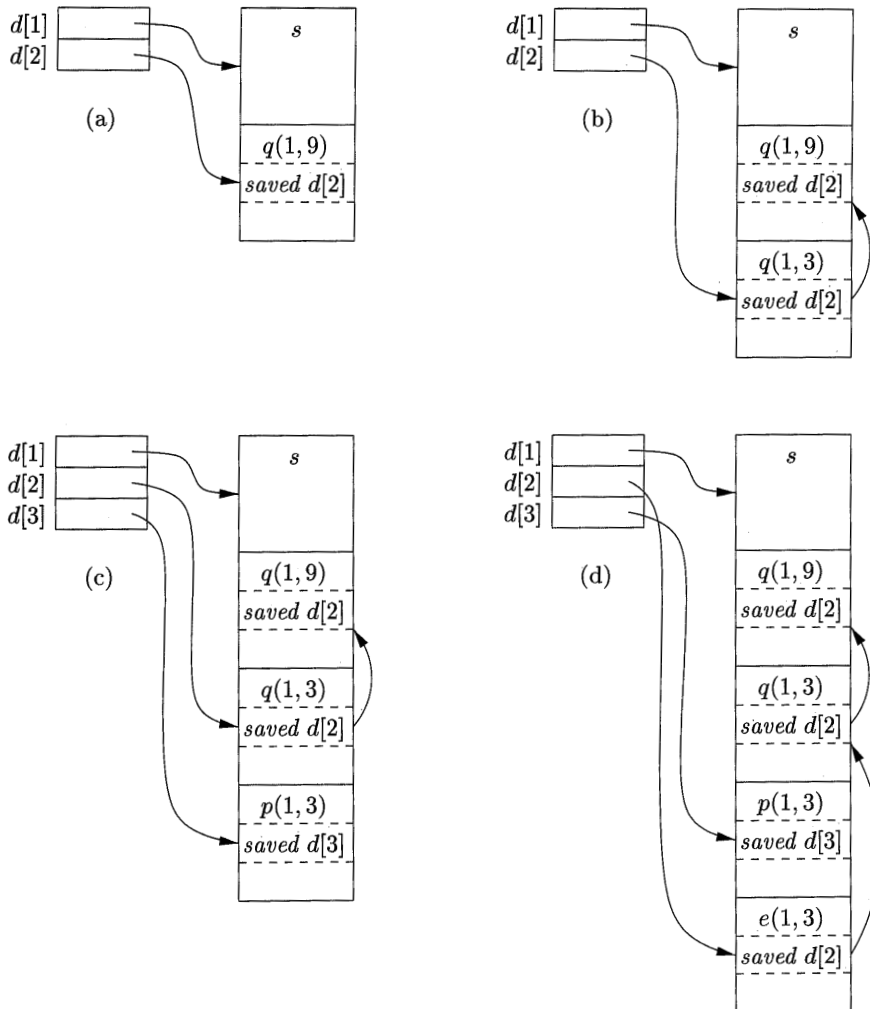 d[1]
d[2]
s
(a)
q(1, 9)
saved d[2]
d[1]
d[2]
s
(b)
q(1, 9)
saved d[2]
q(1, 3)
saved d[2]
d[1]
d[2]
d[3]
s
(c)
q(1, 9)
saved d[2]
q(1, 3)
saved d[2]
p(1, 3)
saved d[3]
d[1]
d[2]
d[3]
s
(d)
q(1, 9)
saved d[2]
q(1, 3)
saved d[2]
p(1, 3)
saved d[3]
e(1, 3)
saved d[2]